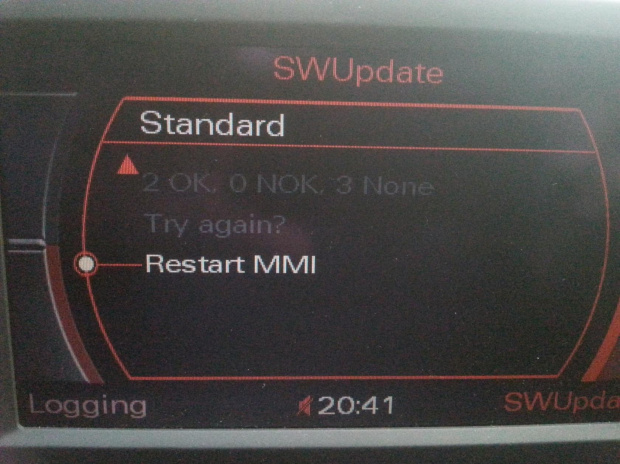 SWUpdate
Standard
2 OK, 0 NOK, 3 None
Try again?
Restart MMI
Logging
20:41
SWUpda